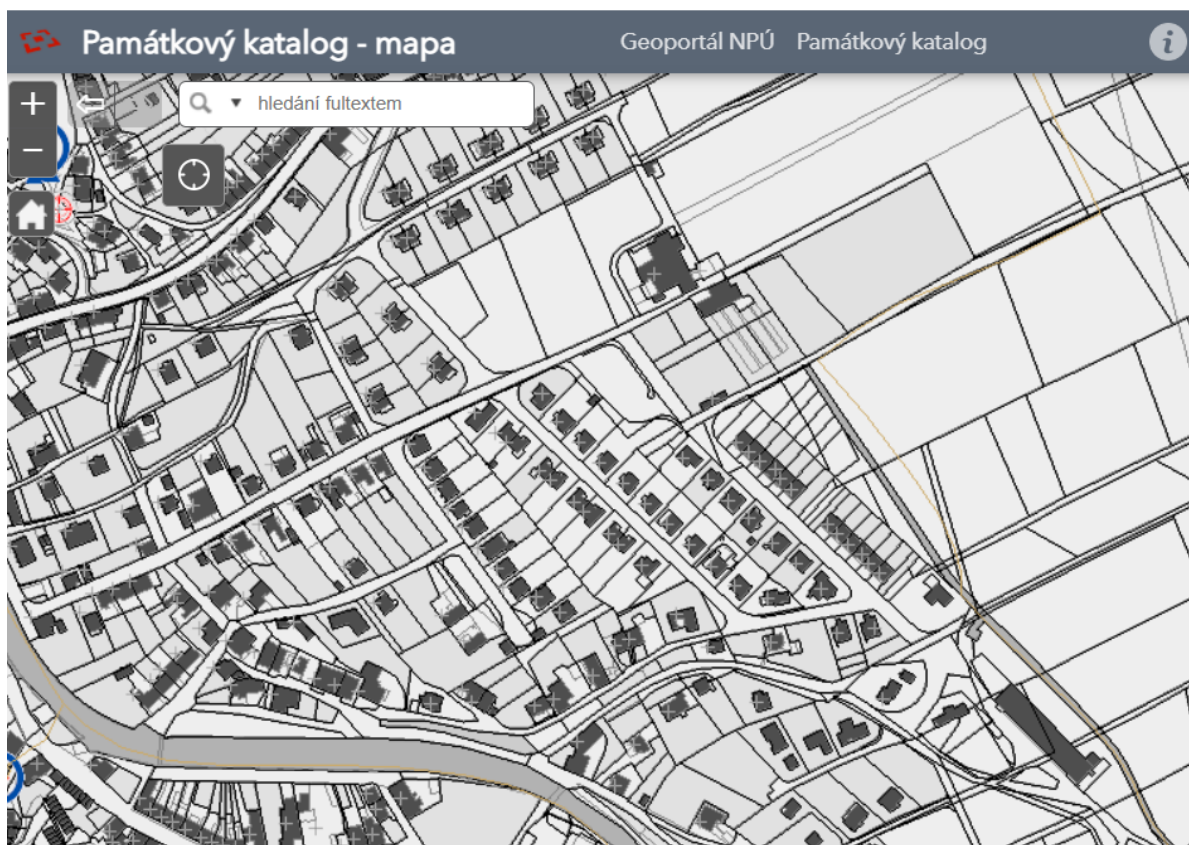 Památkový katalog - mapa
Geoportál NPÚ
Památkový katalog
hledání fultextem